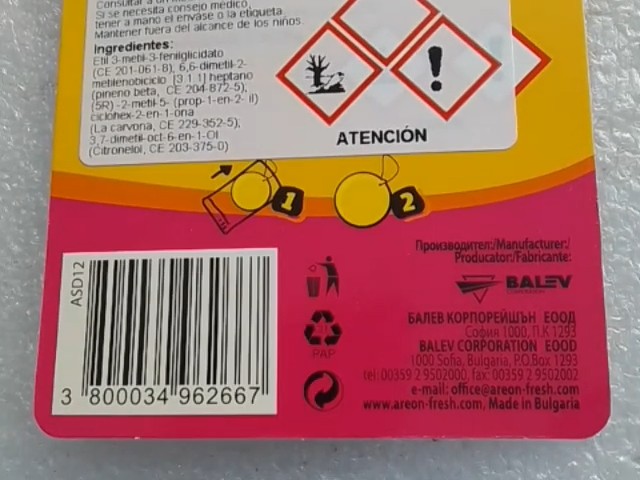 Consultar a un
Si se necesita consejo médico,
tener a mano el envase o la etiqueta.
Mantener fuera del alcance de los niños.
Ingredientes:
Etil 3-metil-3-fenilglicidato
(CE 201-061-8), 6,6-dimetil-2-
metilenobiciclo [3.1.1] heptano
(pineno beta, CE 204-872-5),
(5R) -2-metil-5- (prop-1-en-2- il)
ciclohex-2-en-1-ona
(La carvona, CE 229-352-5),
3,7-dimetil-oct-6-en-1-Ol
(Citronelol, CE 203-375-0)
ATENCIÓN
1
2
Производител:/Manufacturer:/
Producator:/Fabricante:
BALEV
CORPORATION
БАЛЕВ КОРПОРЕЙШЪН ЕООД
София 1000, П.К 1293
BALEV CORPORATION EOOD
1000 Sofia, Bulgaria, P.O.Box 1293
tel: 00359 2 9502000, fax: 00359 2 9502002
e-mail: office@areon-fresh.com
www.areon-fresh.com, Made in Bulgaria
PAP
ASD12
3 800034 962667